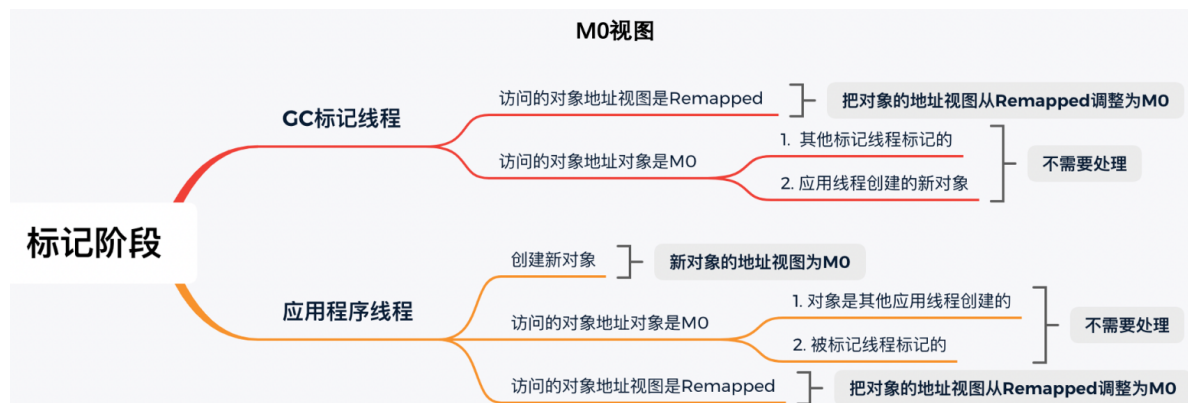 M0视图
标记阶段
GC标记线程
访问的对象地址视图是Remapped
把对象的地址视图从Remapped调整为M0
访问的对象地址对象是M0
1. 其他标记线程标记的
2. 应用线程创建的新对象
不需要处理
应用程序线程
创建新对象
新对象的地址视图为M0
访问的对象地址对象是M0
1. 对象是其他应用线程创建的
2. 被标记线程标记的
不需要处理
访问的对象地址视图是Remapped
把对象的地址视图从Remapped调整为M0